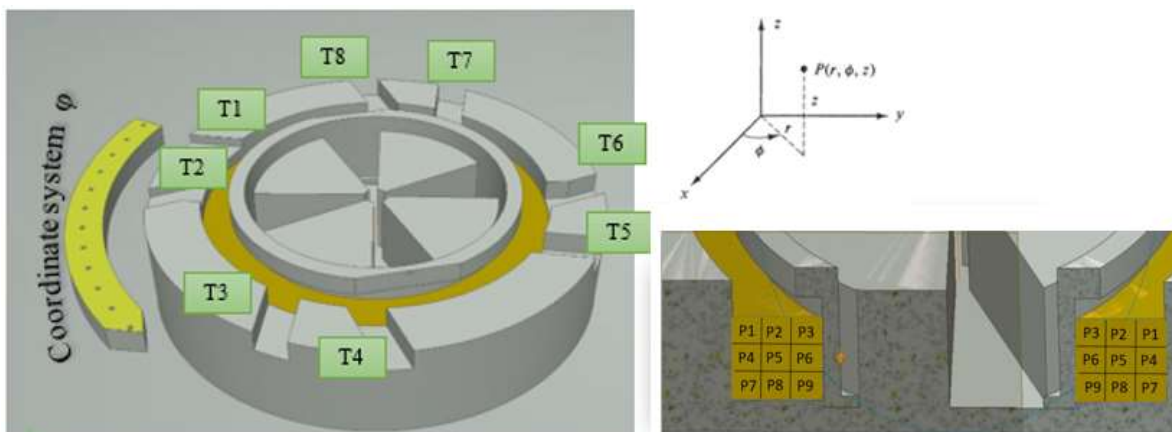 T8
T7
T1
T6
T2
T5
T3
T4
Coordinate system φ
z
P(r, ϕ, z)
z
y
r
ϕ
x
P1 P2 P3
P4 P5 P6
P7 P8 P9
P3 P2 P1
P6 P5 P4
P9 P8 P7